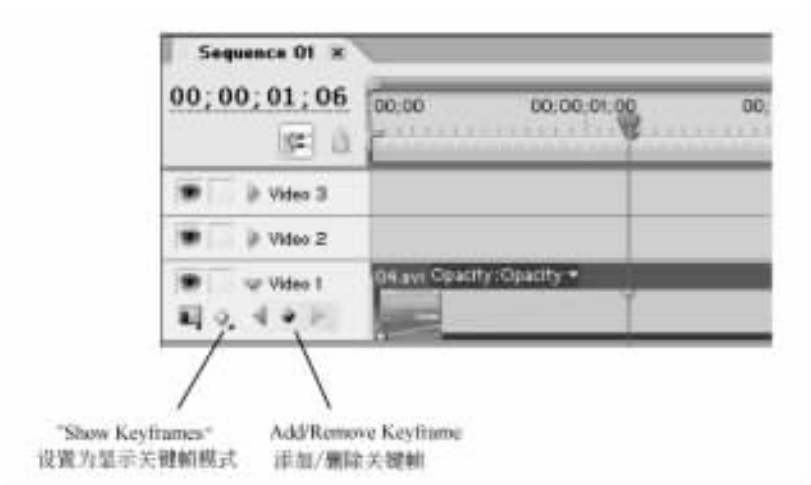 Sequence 01
00;00;01;06
00;00 00;00;01;00 00;
Video 3
Video 2
Video 1 04.avi Opacity:Opacity
"Show Keyframes"
设置为显示关键帧模式
Add/Remove Keyframe
添加/删除关键帧